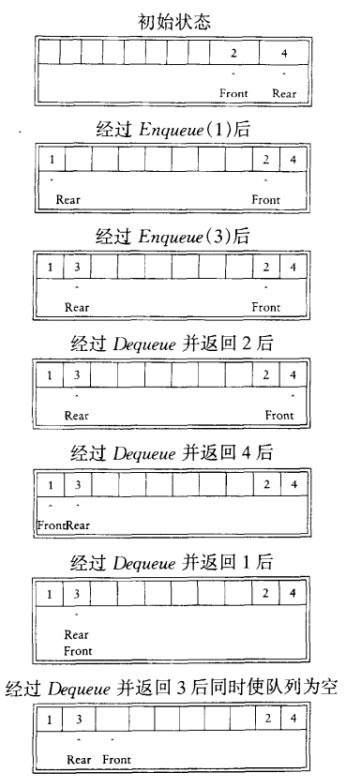 初始状态
2 4
Front Rear
经过 Enqueue(1)后
1 2 4
Rear Front
经过 Enqueue(3)后
1 3 2 4
Rear Front
经过 Dequeue 并返回 2 后
1 3 2 4
Rear Front
经过 Dequeue 并返回 4 后
1 3 2 4
FrontRear
经过 Dequeue 并返回 1 后
1 3 2 4
Rear
Front
经过 Dequeue 并返回 3 后同时使队列为空
1 3 2 4
Rear Front